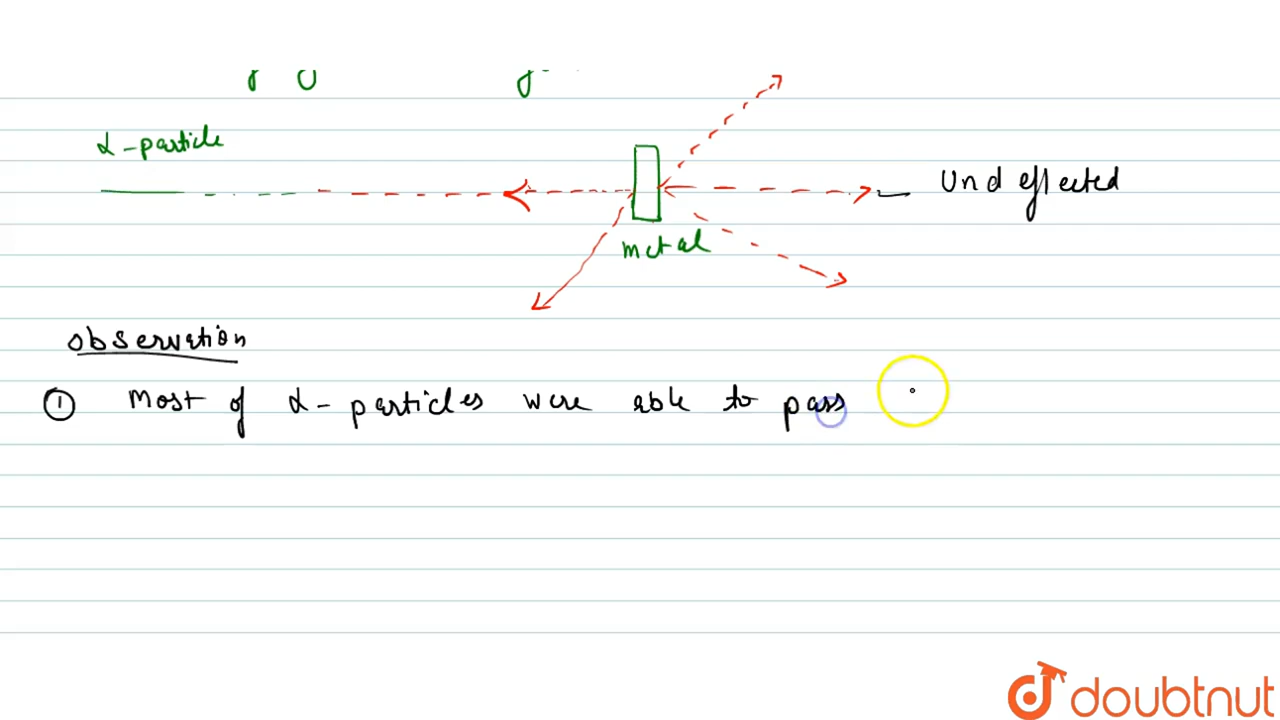 α-particle
Undeflected
metal
Observation
① Most of α-particles were able to pass
doubtnut